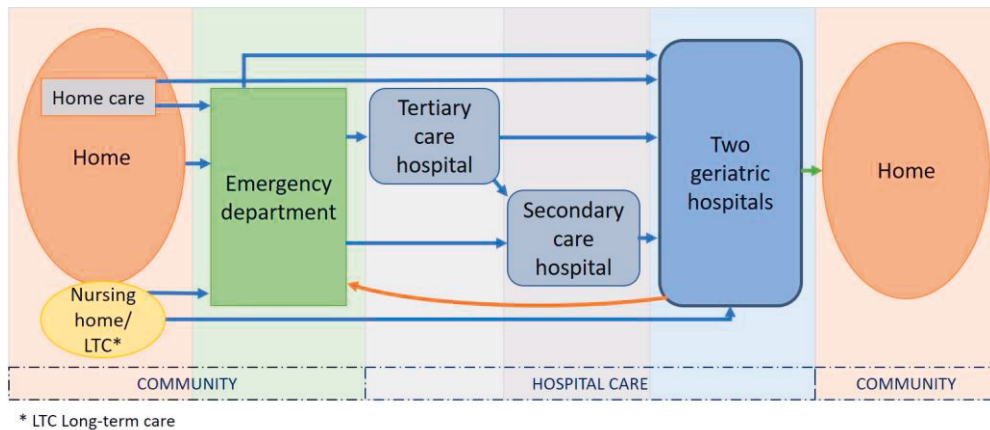 Home care
Home
Nursing
home/
LTC*
Emergency
department
Tertiary
care
hospital
Secondary
care
hospital
Two
geriatric
hospitals
Home
COMMUNITY
HOSPITAL CARE
COMMUNITY
* LTC Long-term care